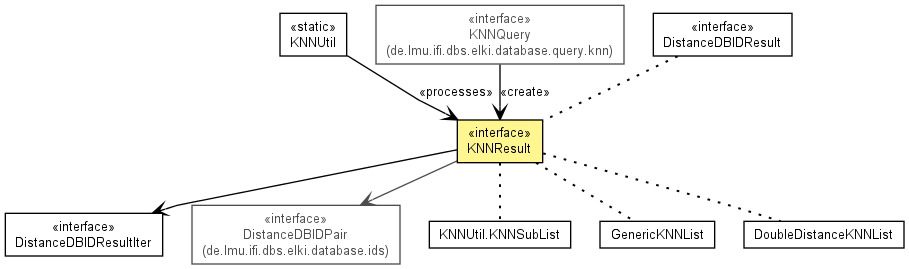 «static»
KNNUtil
«interface»
KNNQuery
(de.lmu.ifi.dbs.elki.database.query.knn)
«interface»
DistanceDBIDResult
«processes»
«create»
«interface»
KNNResult
«interface»
DistanceDBIDResultIter
«interface»
DistanceDBIDPair
(de.lmu.ifi.dbs.elki.database.ids)
KNNUtil.KNNSubList
GenericKNNList
DoubleDistanceKNNList